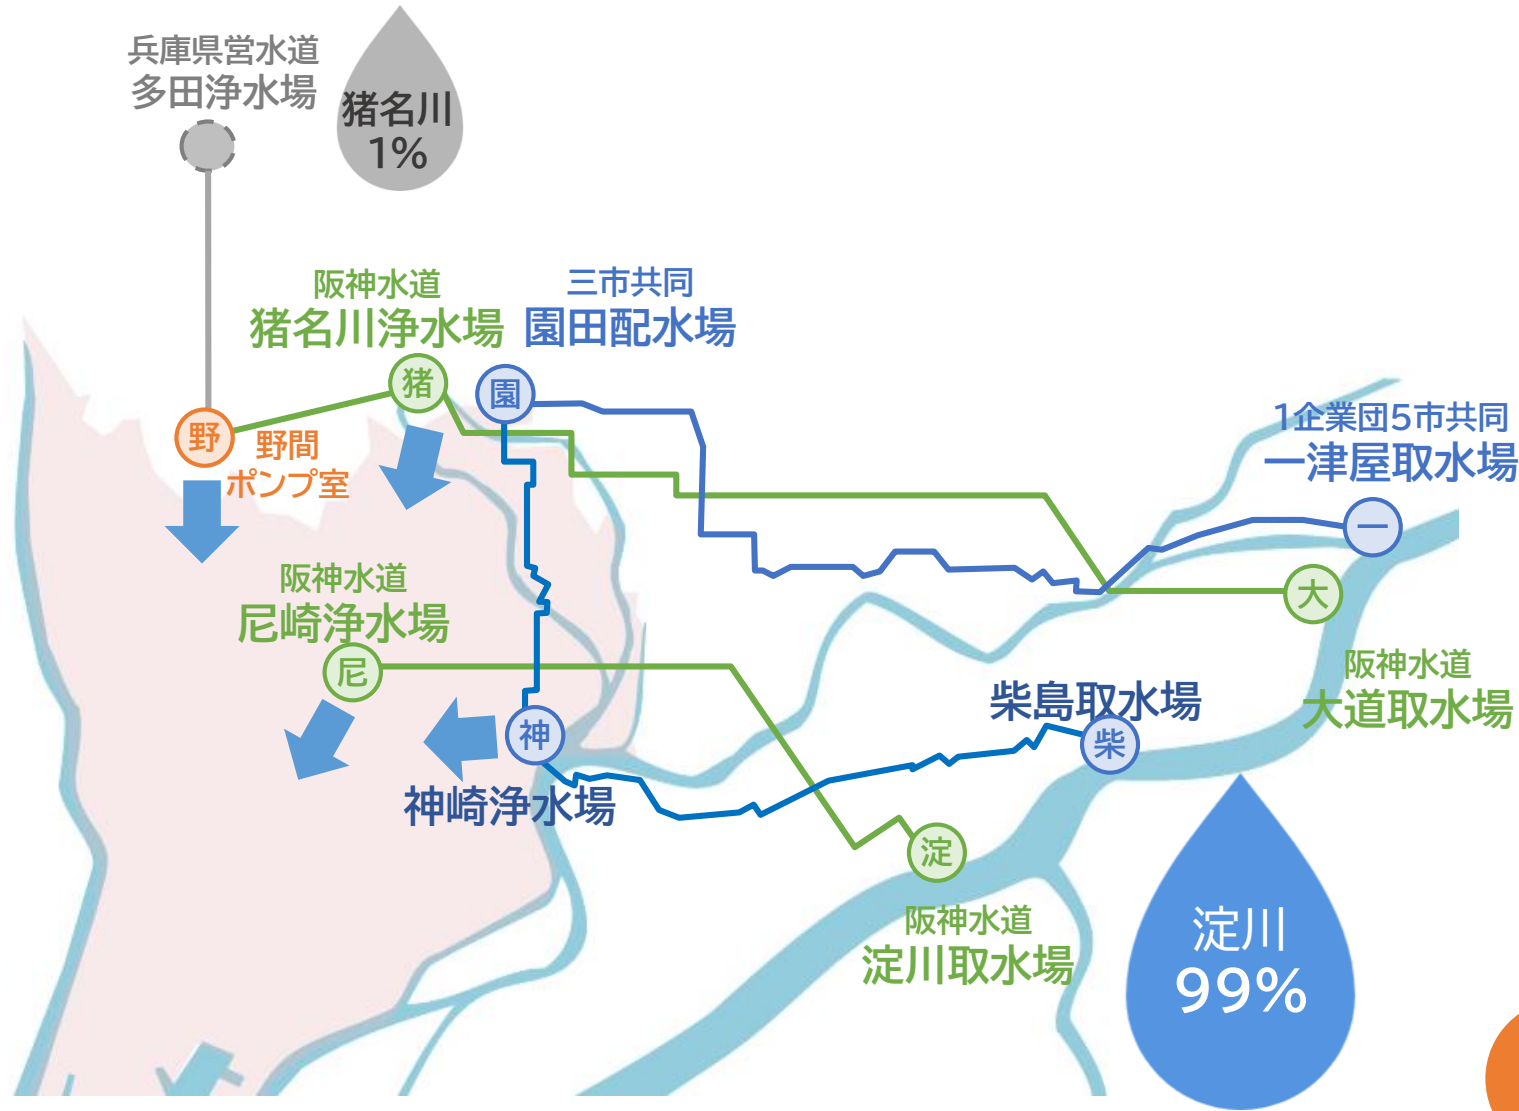 兵庫県営水道
多田浄水場
猪名川
1%
阪神水道
猪名川浄水場
三市共同
園田配水場
猪
園
野
野間
ポンプ室
1企業団5市共同
一津屋取水場
一
阪神水道
尼崎浄水場
尼
大
阪神水道
大道取水場
柴島取水場
柴
神
神崎浄水場
淀
阪神水道
淀川取水場
淀川
99%